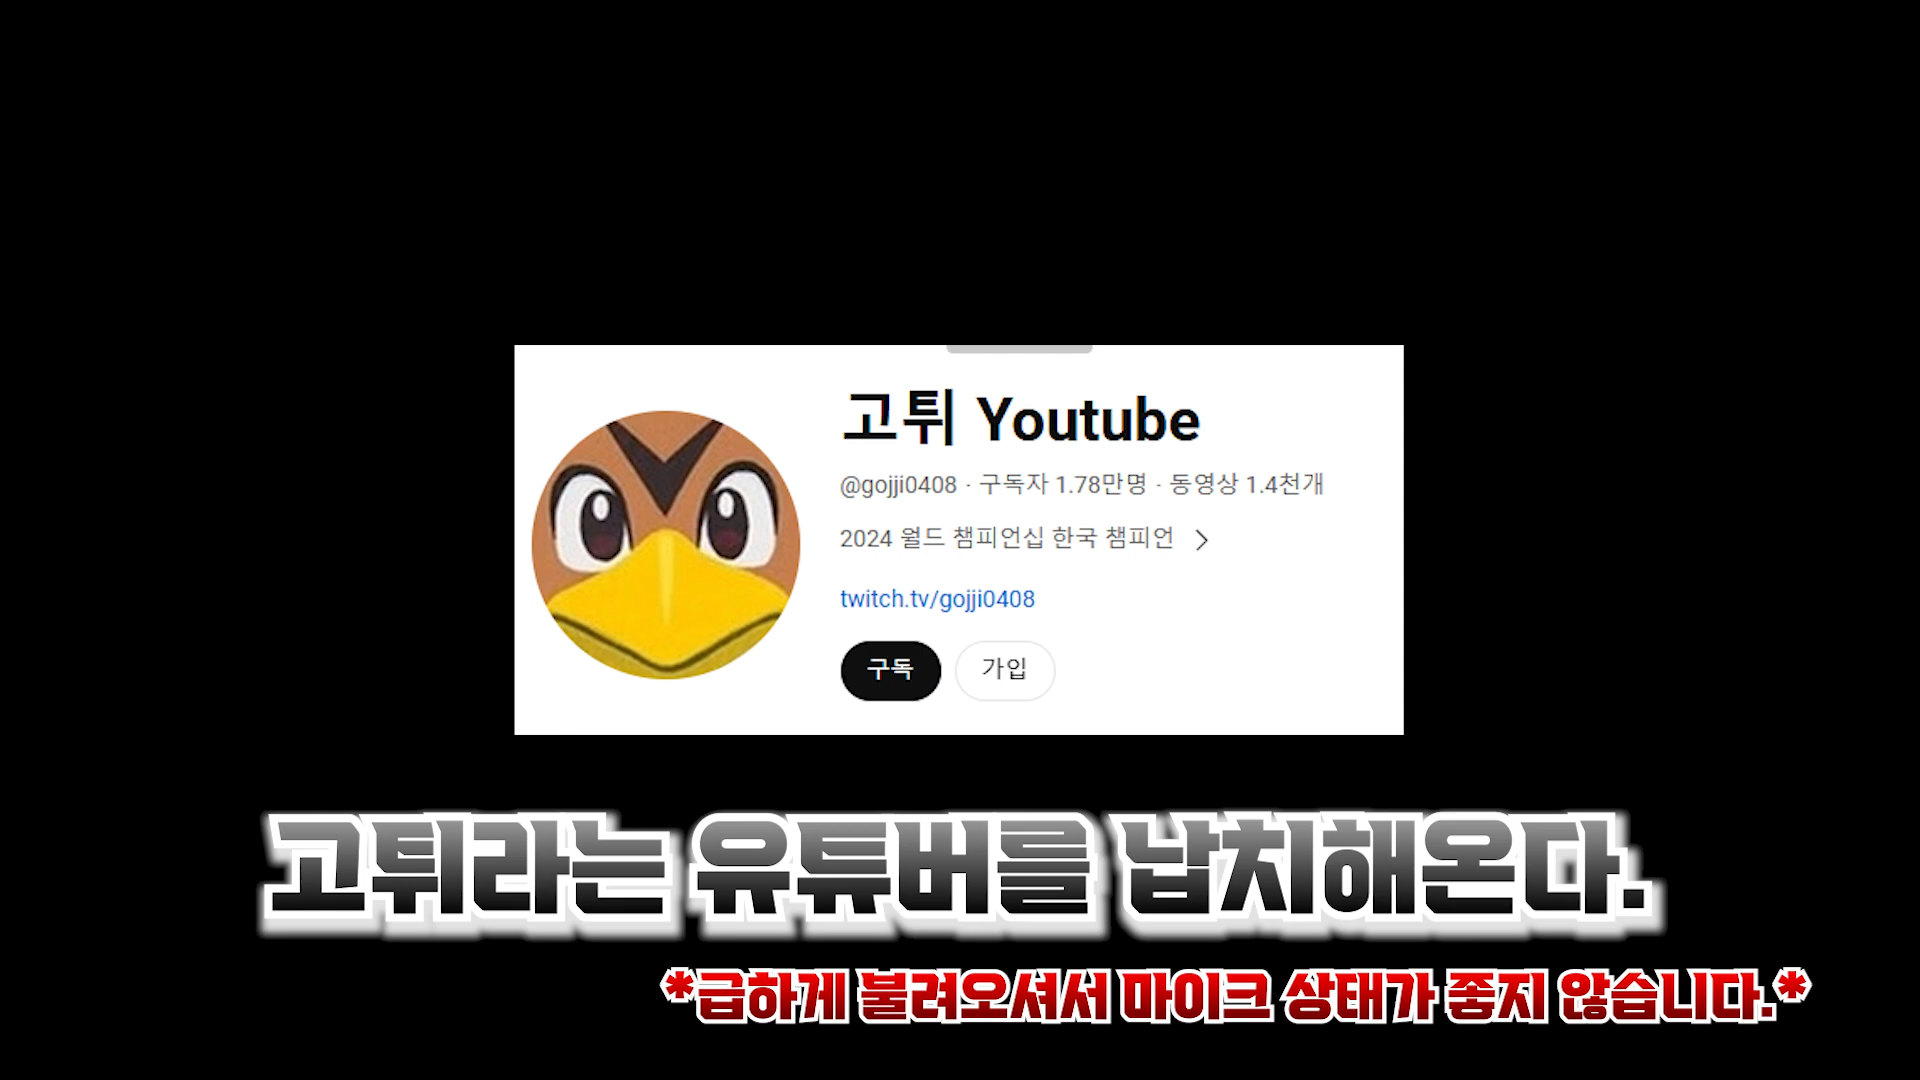 고튀 Youtube
@gojji0408 · 구독자 1.78만명 · 동영상 1.4천개
2024 월드 챔피언십 한국 챔피언
twitch.tv/gojji0408
구독 가입
고튀라는 유튜버를 납치해온다.
*급하게 불려오셔서 마이크 상태가 좋지 않습니다.*